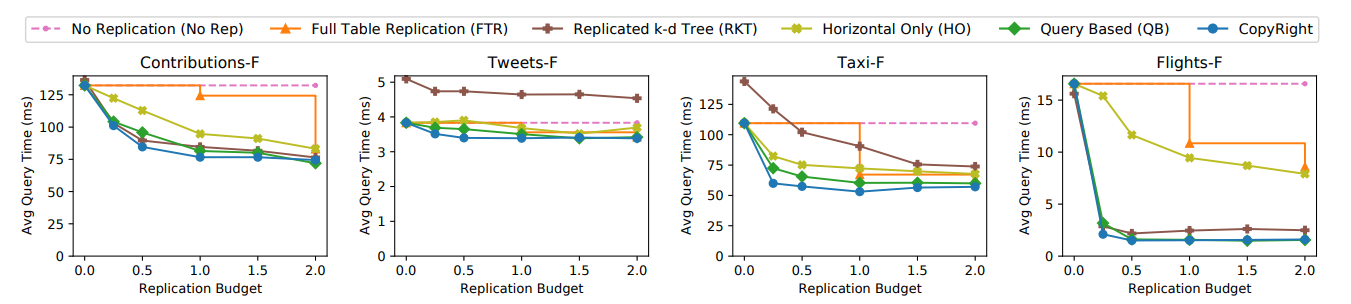 No Replication (No Rep) Full Table Replication (FTR) Replicated k-d Tree (RKT) Horizontal Only (HO) Query Based (QB) CopyRight
Contributions-F
Avg Query Time (ms)
125
100
75
50
25
0
0.0 0.5 1.0 1.5 2.0
Replication Budget
Tweets-F
Avg Query Time (ms)
5
4
3
2
1
0
0.0 0.5 1.0 1.5 2.0
Replication Budget
Taxi-F
Avg Query Time (ms)
125
100
75
50
25
0
0.0 0.5 1.0 1.5 2.0
Replication Budget
Flights-F
Avg Query Time (ms)
15
10
5
0
0.0 0.5 1.0 1.5 2.0
Replication Budget